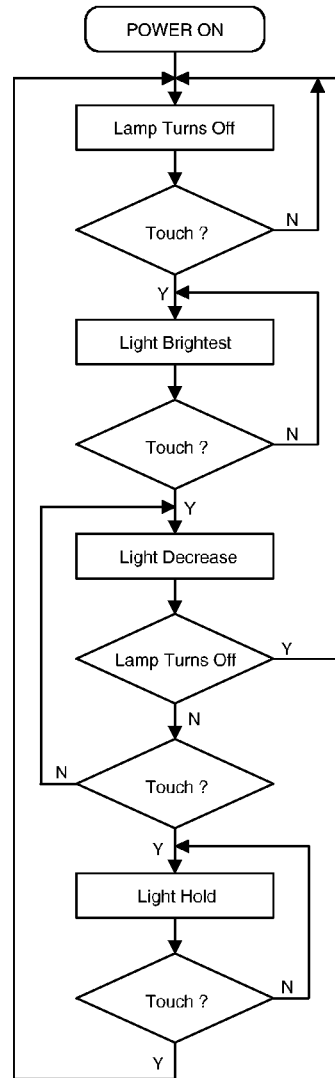 POWER ON
Lamp Turns Off
Touch ?
N
Y
Light Brightest
Touch ?
N
Y
Light Decrease
Lamp Turns Off
Y
N
Touch ?
N
Y
Light Hold
Touch ?
N
Y